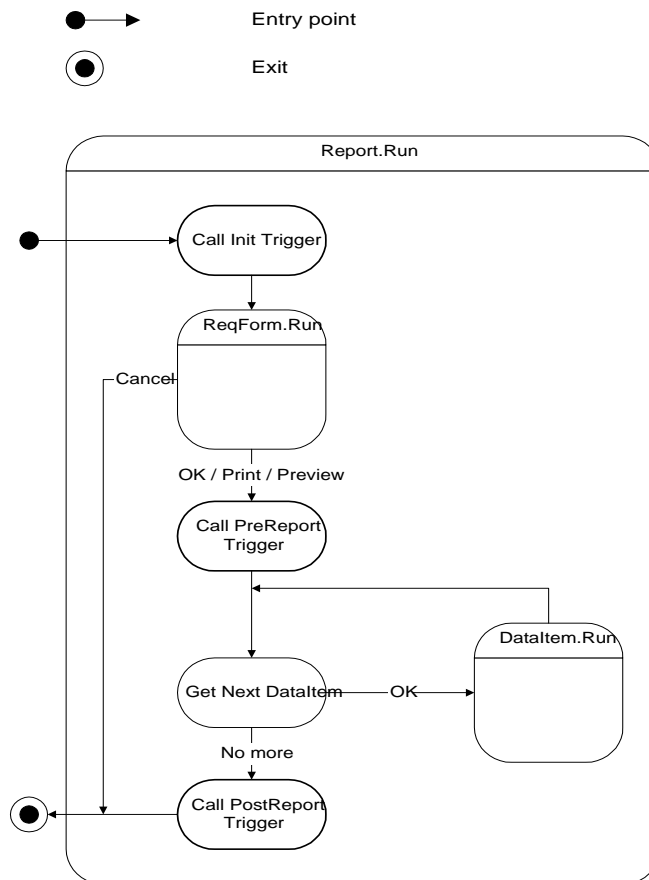 Entry point
Exit
Report.Run
Call Init Trigger
ReqForm.Run
Cancel
OK / Print / Preview
Call PreReport
Trigger
DataItem.Run
Get Next DataItem
OK
No more
Call PostReport
Trigger